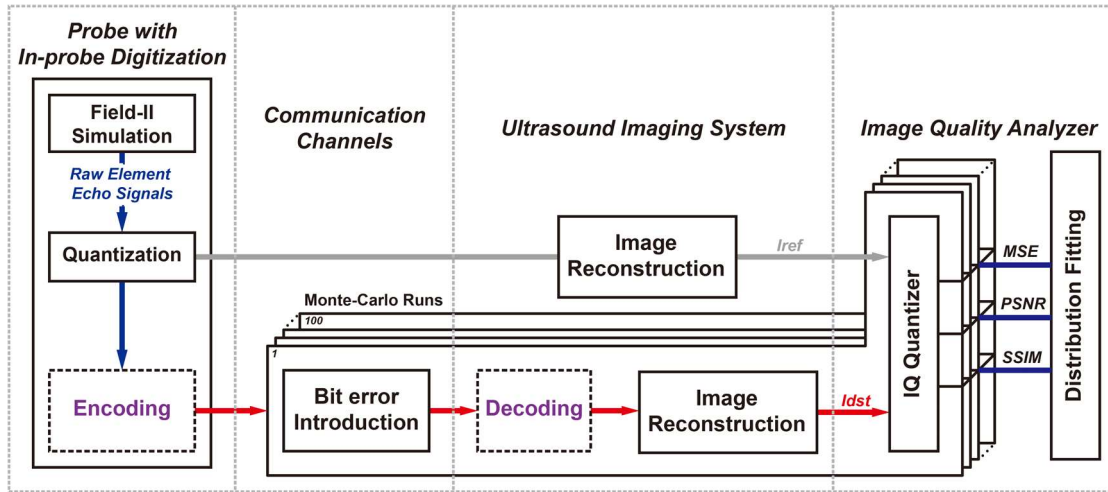 Probe with
In-probe Digitization
Communication
Channels
Ultrasound Imaging System
Image Quality Analyzer
Field-II
Simulation
Raw Element
Echo Signals
Quantization
Encoding
Monte-Carlo Runs
100
1
Bit error
Introduction
Decoding
Image
Reconstruction
Iref
Image
Reconstruction
Idst
IQ Quantizer
MSE
PSNR
SSIM
Distribution Fitting